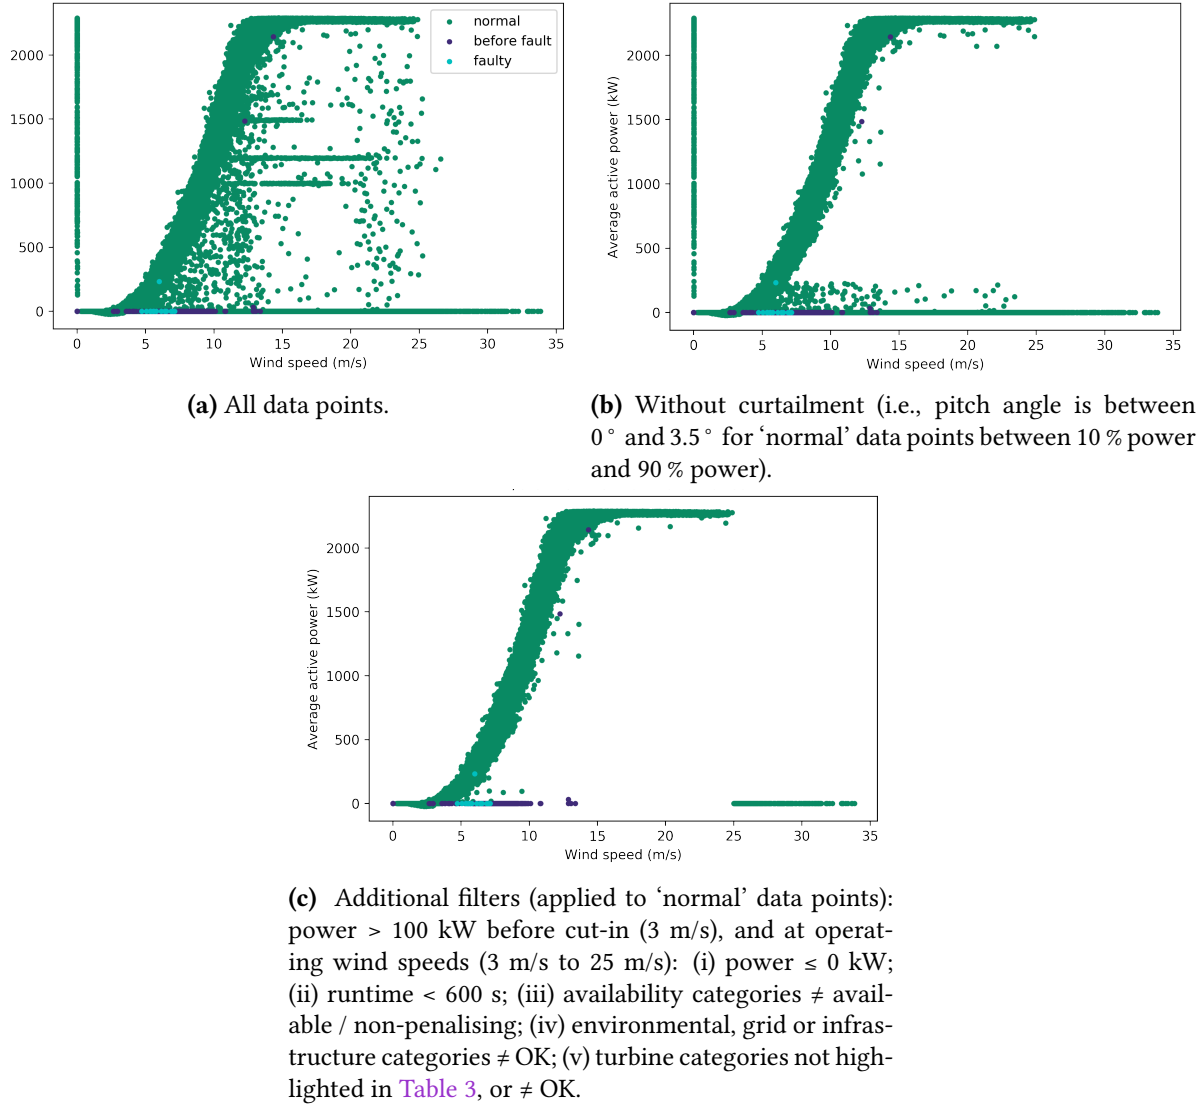 2000
1500
1000
500
0
0 5 10 15 20 25 30 35
Wind speed (m/s)
normal
before fault
faulty
(a) All data points.
Average active power (kW)
2000
1500
1000
500
0
0 5 10 15 20 25 30 35
Wind speed (m/s)
(b) Without curtailment (i.e., pitch angle is between
0 ° and 3.5 ° for ‘normal’ data points between 10 % power
and 90 % power).
Average active power (kW)
2000
1500
1000
500
0
0 5 10 15 20 25 30 35
Wind speed (m/s)
(c) Additional filters (applied to ‘normal’ data points):
power > 100 kW before cut-in (3 m/s), and at operat-
ing wind speeds (3 m/s to 25 m/s): (i) power ≤ 0 kW;
(ii) runtime < 600 s; (iii) availability categories ≠ avail-
able / non-penalising; (iv) environmental, grid or infras-
tructure categories ≠ OK; (v) turbine categories not high-
lighted in Table 3, or ≠ OK.